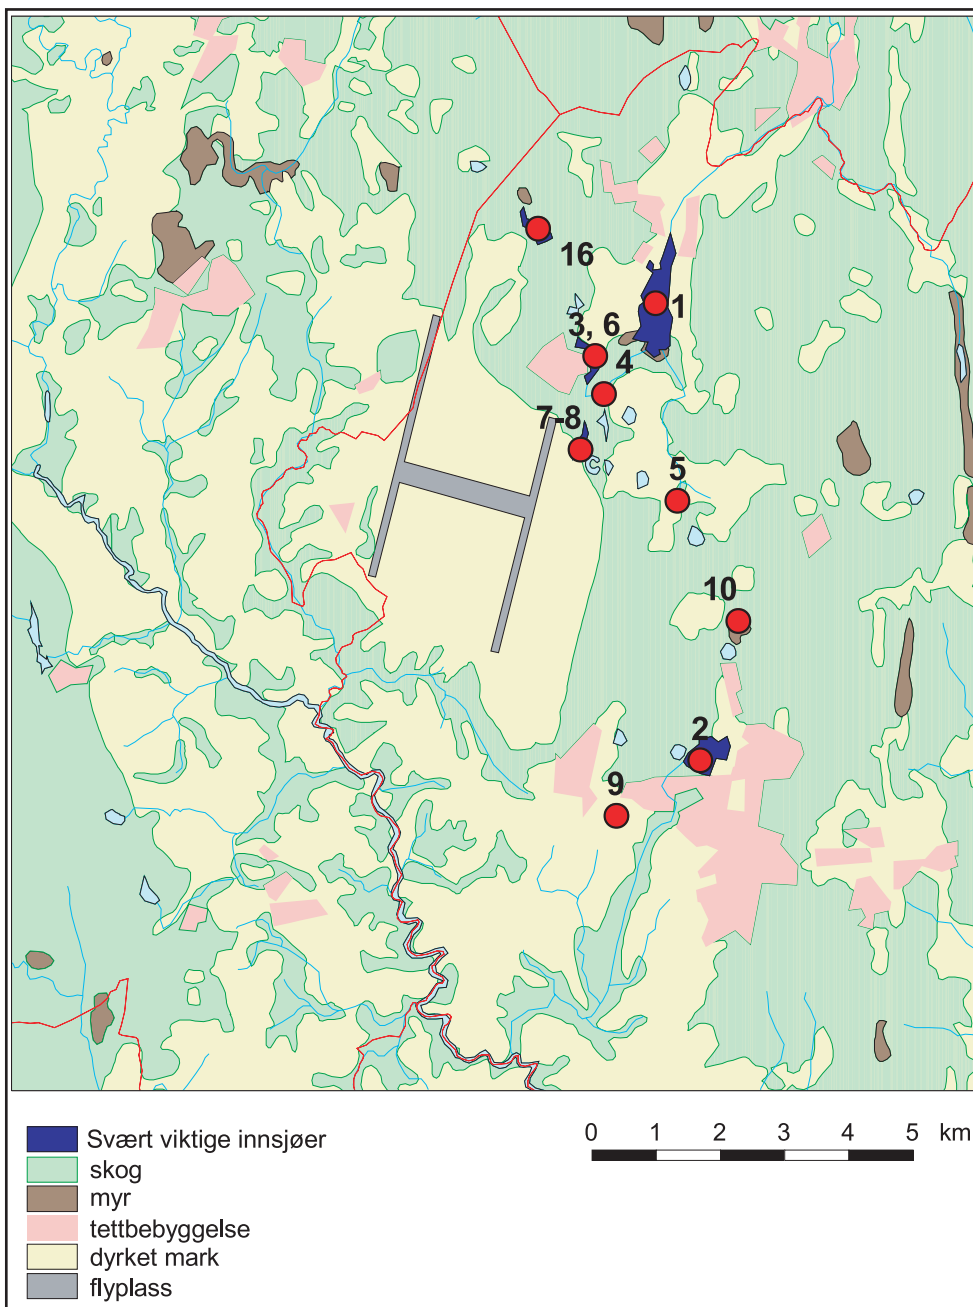 16
1
3, 6
4
7-8
5
10
2
9
Svært viktige innsjøer
skog
myr
tettbebyggelse
dyrket mark
flyplass
0 1 2 3 4 5 km